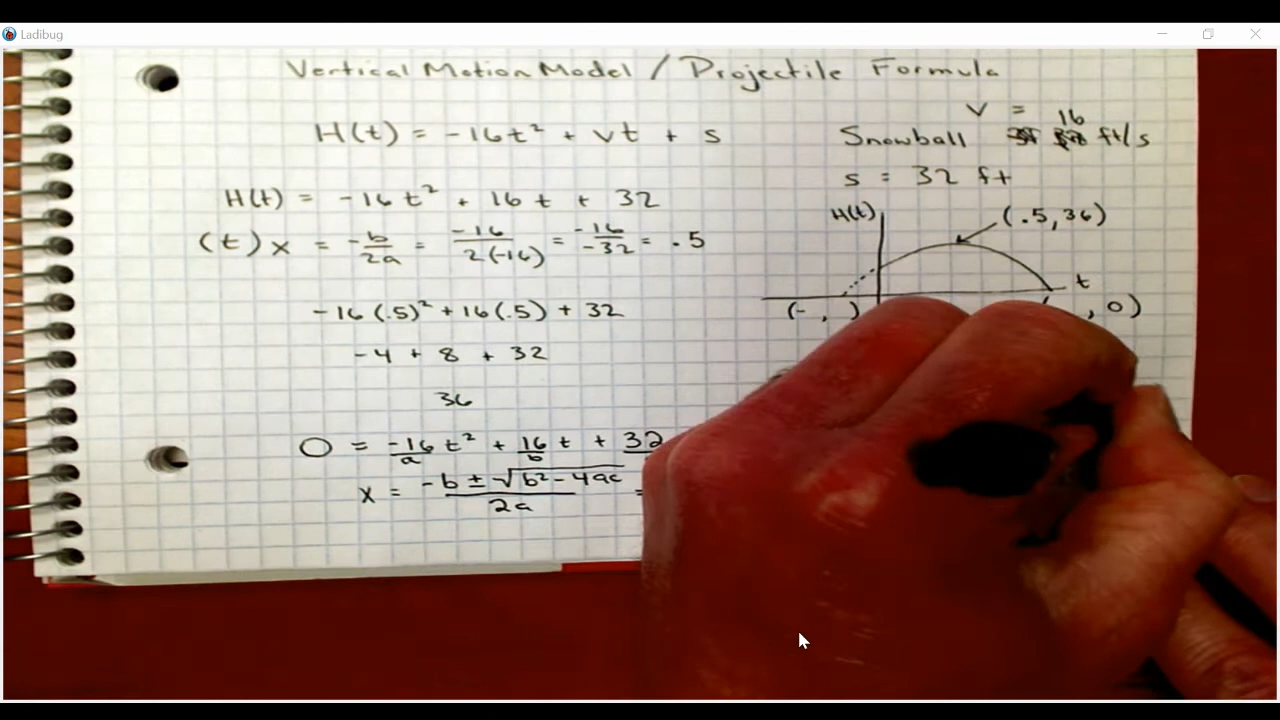 Ladibug
Vertical Motion Model / Projectile Formula
H(t) = -16t² + vt + s
v = 16
Snowball ft/s
s = 32 ft
H(t) = -16t² + 16t + 32
(t) x = -b/2a = -16/2(-16) = -16/-32 = .5
H(t)
(.5, 36)
t
(- , )
( , 0)
-16(.5)² + 16(.5) + 32
-4 + 8 + 32
36
0 = -16t² + 16t + 32
a b
x = -b ± √b² - 4ac / 2a =